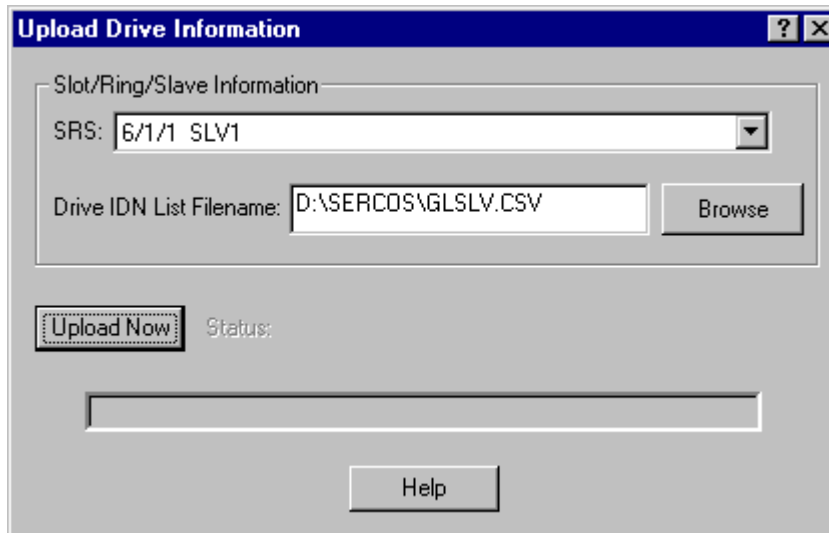 Upload Drive Information
Slot/Ring/Slave Information
SRS: 6/1/1 SLV1
Drive IDN List Filename: D:\SERCOS\GLSLV.CSV Browse
Upload Now Status:
Help